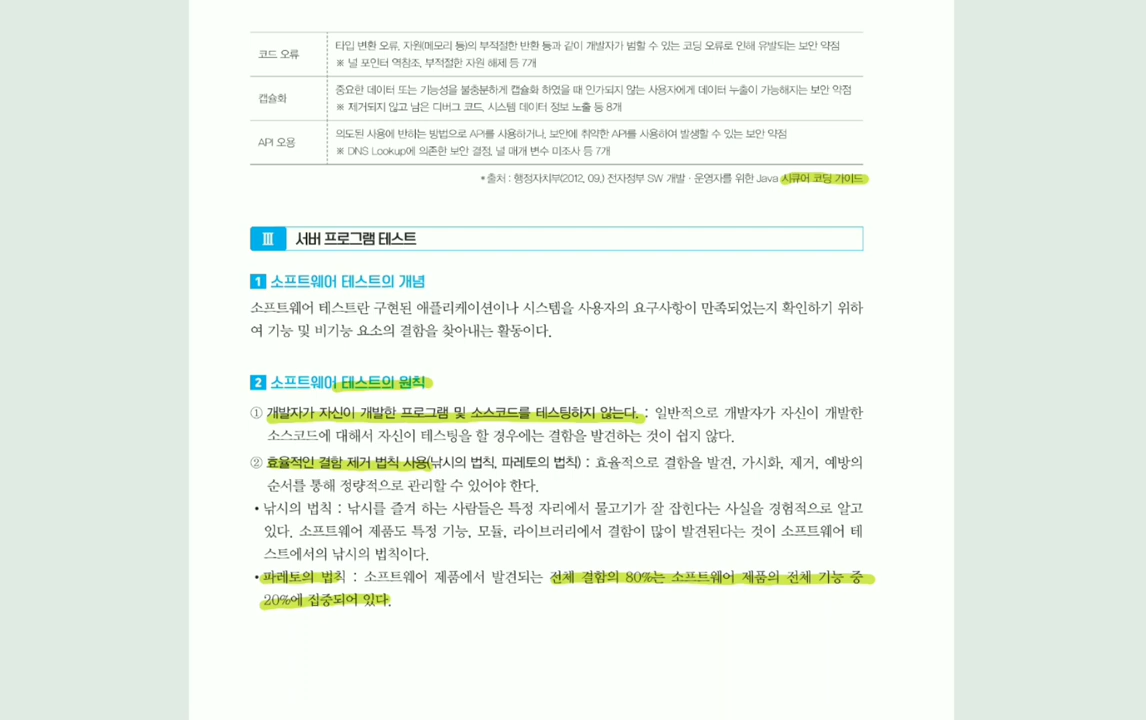 코드 오류
타입 변환 오류, 자원(메모리 등)의 부적절한 반환 등과 같이 개발자가 범할 수 있는 코딩 오류로 인해 유발되는 보안 약점
※ 널 포인터 역참조, 부적절한 자원 해제 등 7개
캡슐화
중요한 데이터 또는 기능성을 불충분하게 캡슐화 하였을 때 인가되지 않는 사용자에게 데이터 누출이 가능해지는 보안 약점
※ 제거되지 않고 남은 디버그 코드, 시스템 데이터 정보 노출 등 8개
API 오용
의도된 사용에 반하는 방법으로 API를 사용하거나, 보안에 취약한 API를 사용하여 발생할 수 있는 보안 약점
※ DNS Lookup에 의존한 보안 결정, 널 매개 변수 미조사 등 7개
*출처 : 행정자치부(2012, 09.) 전자정부 SW 개발·운영자를 위한 Java 시큐어 코딩 가이드
Ⅲ 서버 프로그램 테스트
1 소프트웨어 테스트의 개념
소프트웨어 테스트란 구현된 애플리케이션이나 시스템을 사용자의 요구사항이 만족되었는지 확인하기 위하
여 기능 및 비기능 요소의 결함을 찾아내는 활동이다.
2 소프트웨어 테스트의 원칙
① 개발자가 자신이 개발한 프로그램 및 소스코드를 테스팅하지 않는다. : 일반적으로 개발자가 자신이 개발한
소스코드에 대해서 자신이 테스팅을 할 경우에는 결함을 발견하는 것이 쉽지 않다.
② 효율적인 결함 제거 법칙 사용(낚시의 법칙, 파레토의 법칙) : 효율적으로 결함을 발견, 가시화, 제거, 예방의
순서를 통해 정량적으로 관리할 수 있어야 한다.
• 낚시의 법칙 : 낚시를 즐겨 하는 사람들은 특정 자리에서 물고기가 잘 잡힌다는 사실을 경험적으로 알고
있다. 소프트웨어 제품도 특정 기능, 모듈, 라이브러리에서 결함이 많이 발견된다는 것이 소프트웨어 테
스트에서의 낚시의 법칙이다.
• 파레토의 법칙 : 소프트웨어 제품에서 발견되는 전체 결함의 80%는 소프트웨어 제품의 전체 기능 중
20%에 집중되어 있다.